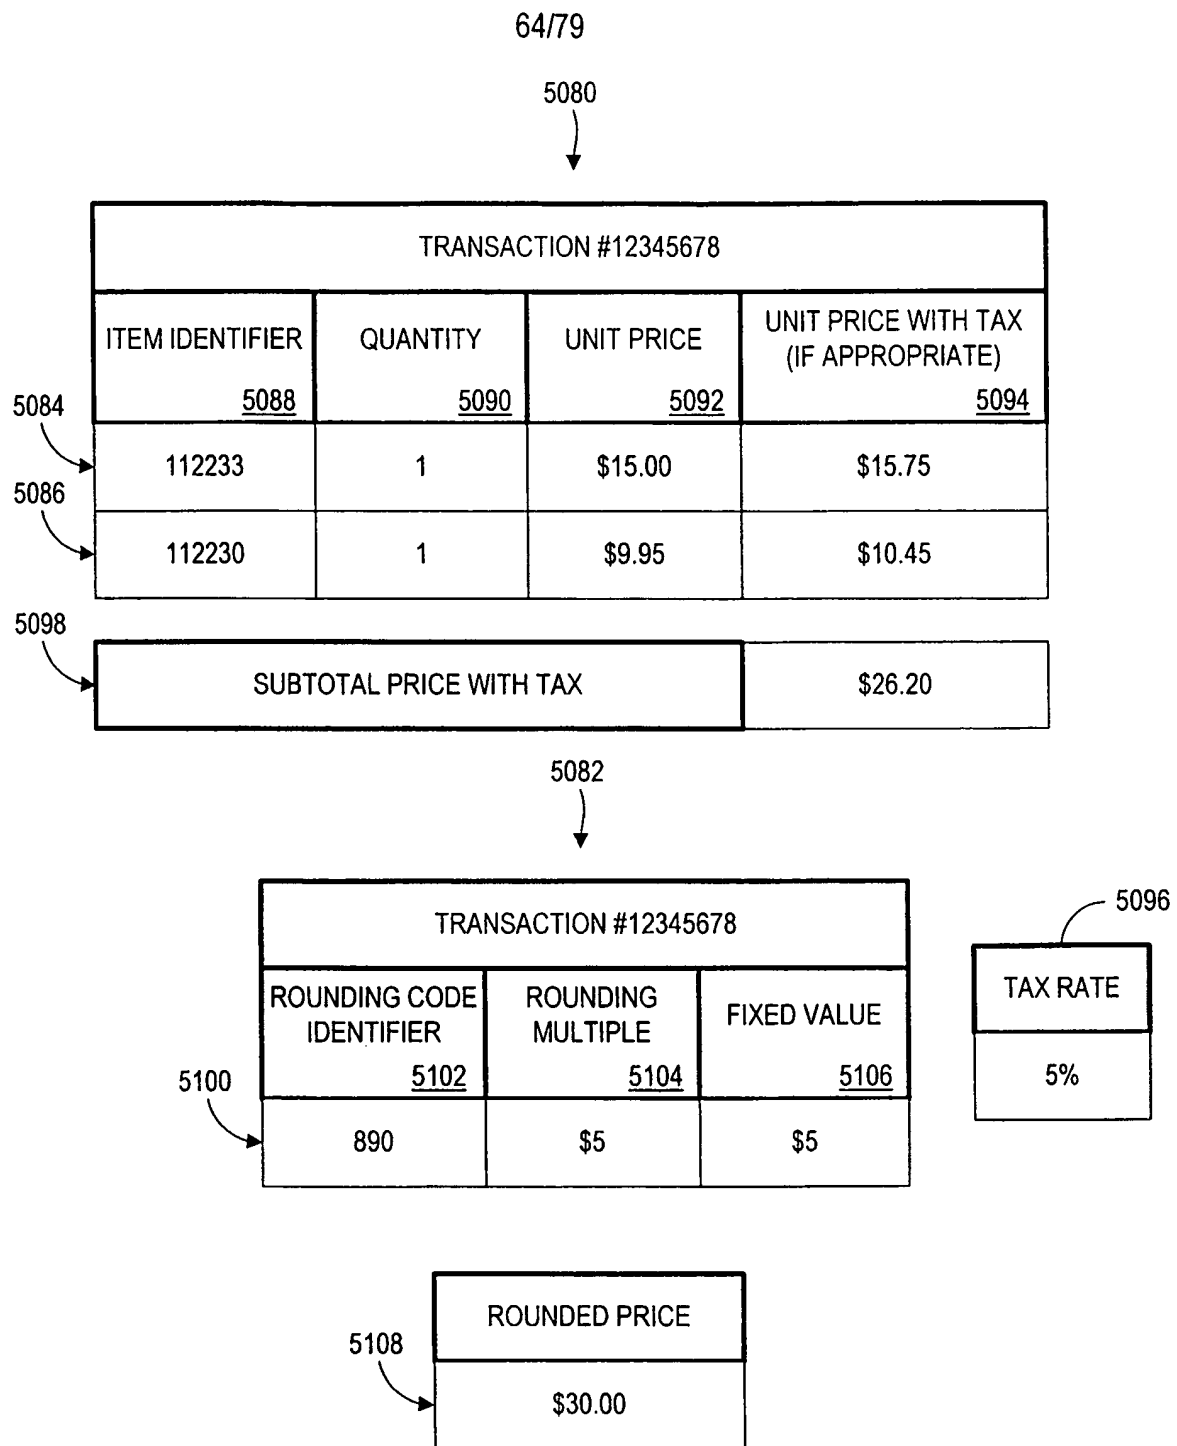 64/79
5080
TRANSACTION #12345678
ITEM IDENTIFIER
5088
QUANTITY
5090
UNIT PRICE
5092
UNIT PRICE WITH TAX
(IF APPROPRIATE)
5094
5084
112233
1
$15.00
$15.75
5086
112230
1
$9.95
$10.45
5098
SUBTOTAL PRICE WITH TAX
$26.20
5082
TRANSACTION #12345678
5096
ROUNDING CODE
IDENTIFIER
5102
ROUNDING
MULTIPLE
5104
FIXED VALUE
5106
TAX RATE
5%
5100
890
$5
$5
ROUNDED PRICE
5108
$30.00